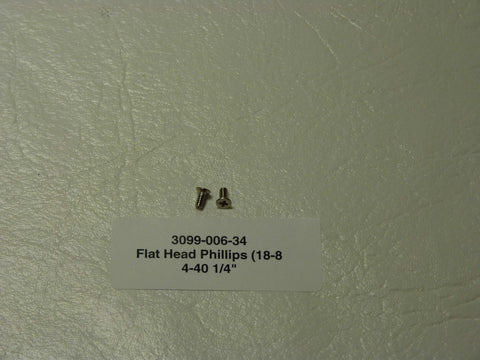 3099-006-34
Flat Head Phillips (18-8
4-40 1/4"